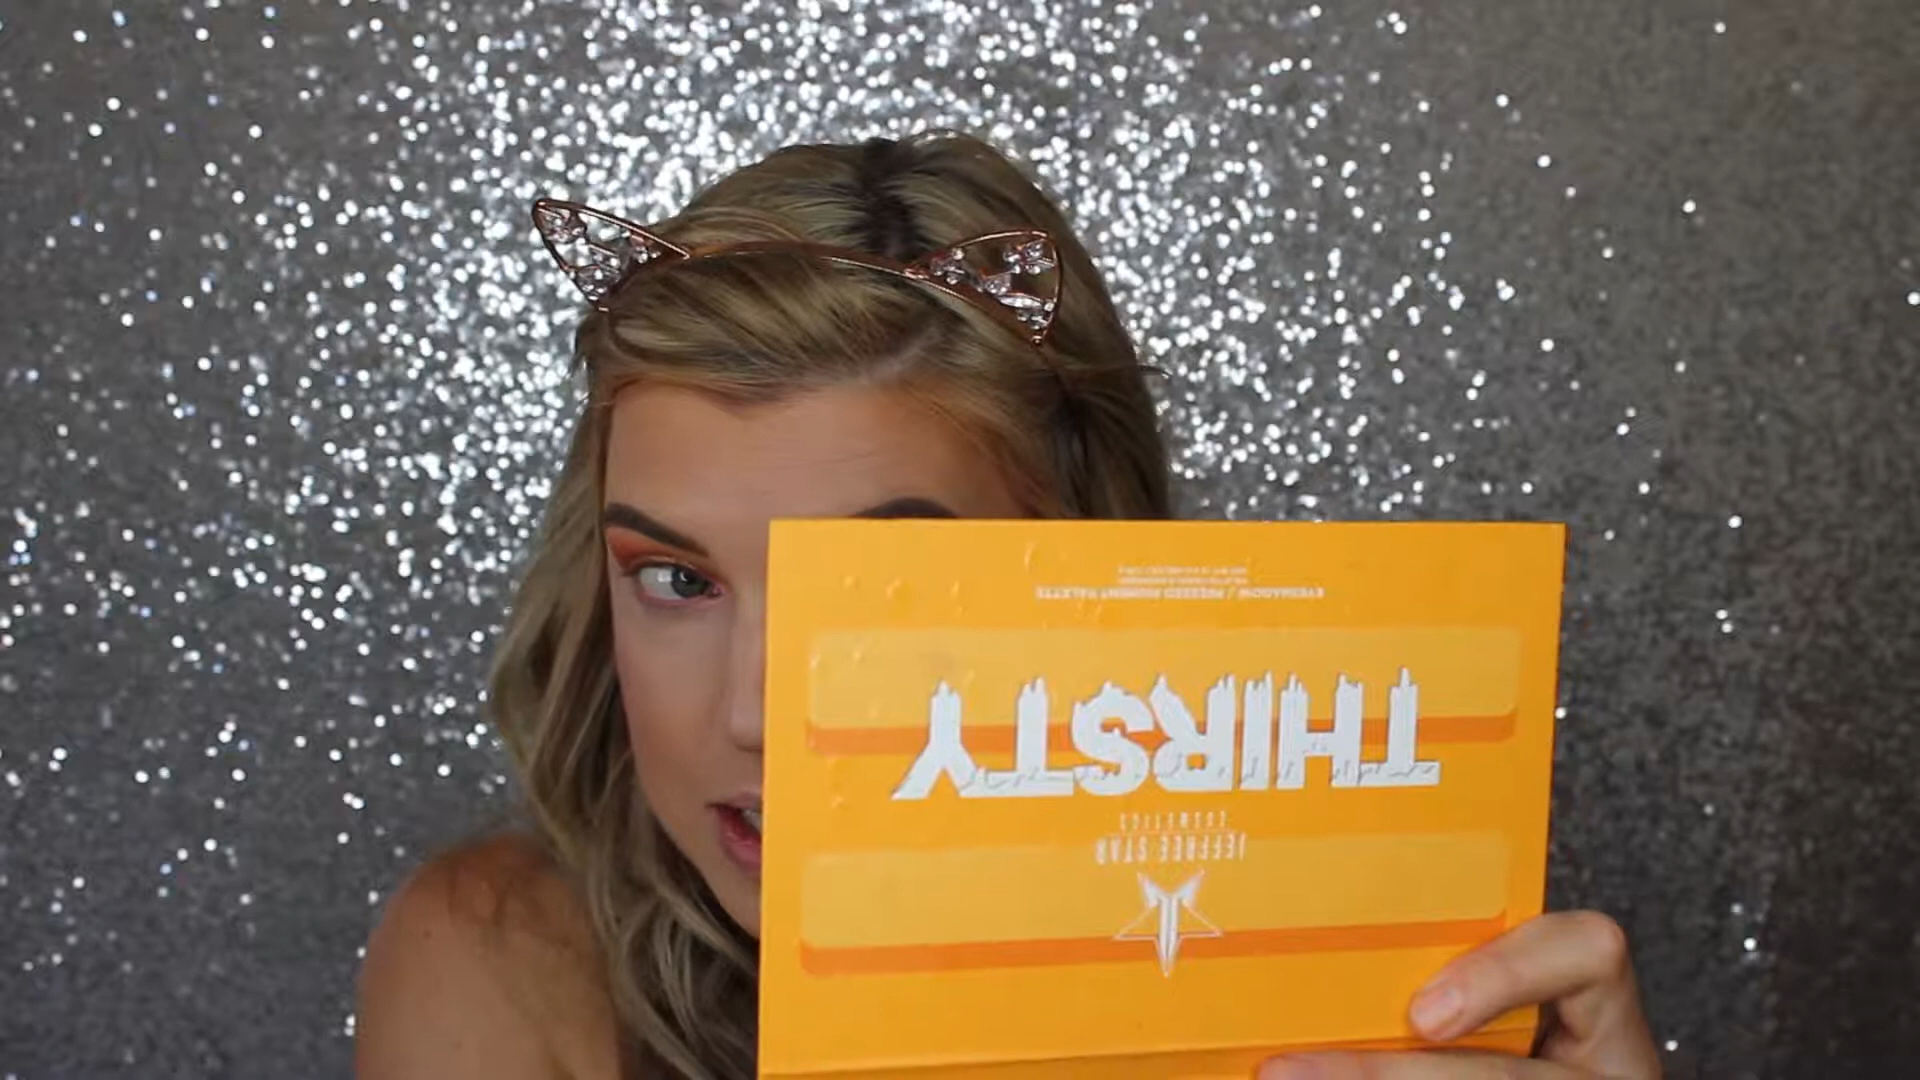 JEFFREE STAR
COSMETICS
THIRSTY
EYESHADOW / PRESSED PIGMENT PALETTE